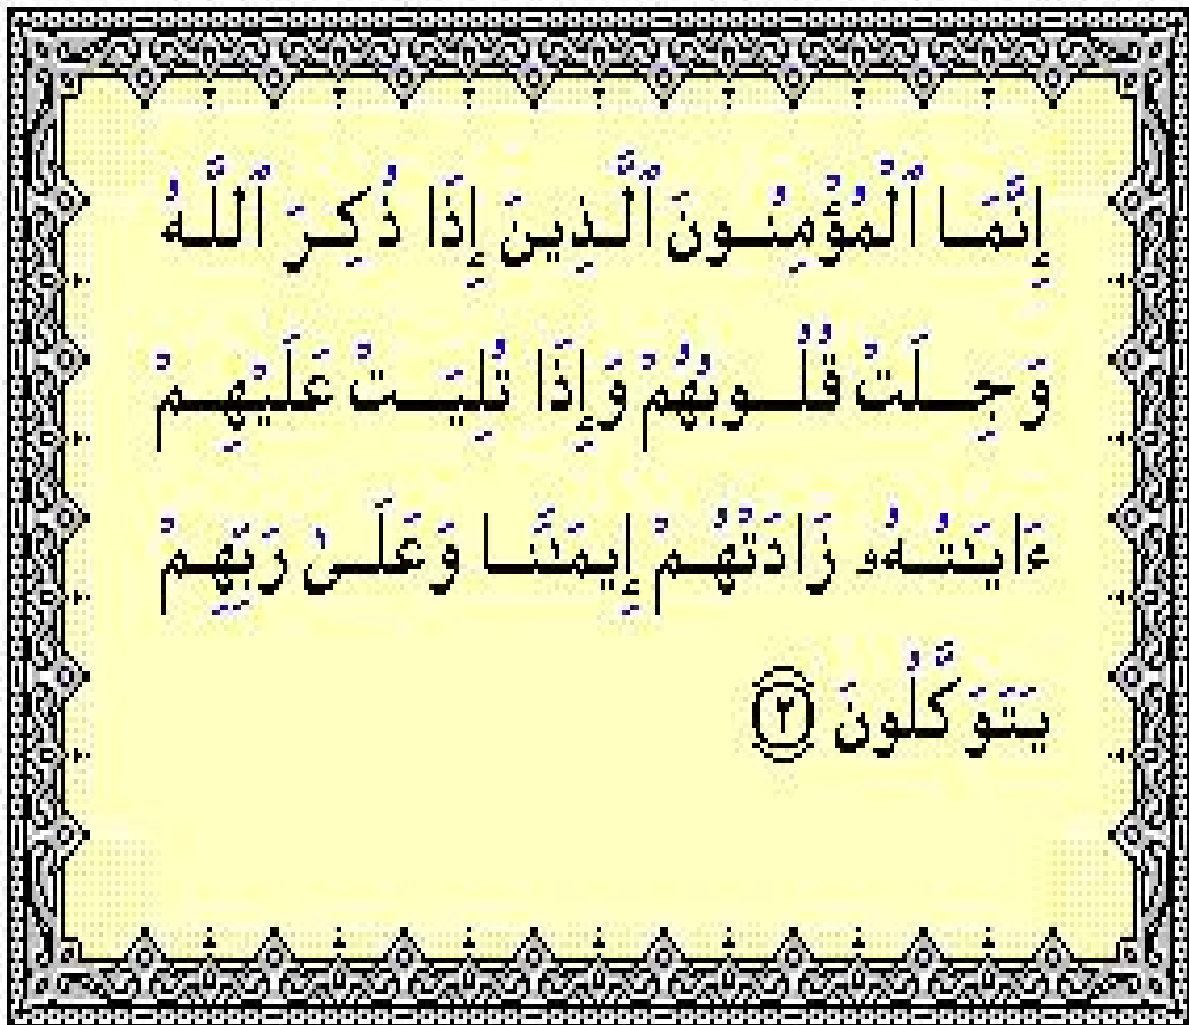 إِنَّمَا ٱلْمُؤْمِنُونَ ٱلَّذِينَ إِذَا ذُكِرَ ٱللَّهُ
وَجِلَتْ قُلُوبُهُمْ وَإِذَا تُلِيَتْ عَلَيْهِمْ
ءَايَٰتُهُۥ زَادَتْهُمْ إِيمَٰنًا وَعَلَىٰ رَبِّهِمْ
يَتَوَكَّلُونَ ٢